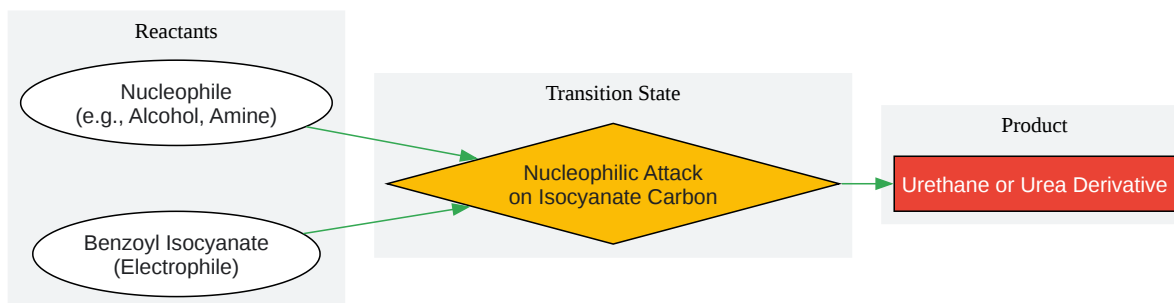 Reactants
Nucleophile
(e.g., Alcohol, Amine)
Benzoyl Isocyanate
(Electrophile)
Transition State
Nucleophilic Attack
on Isocyanate Carbon
Product
Urethane or Urea Derivative